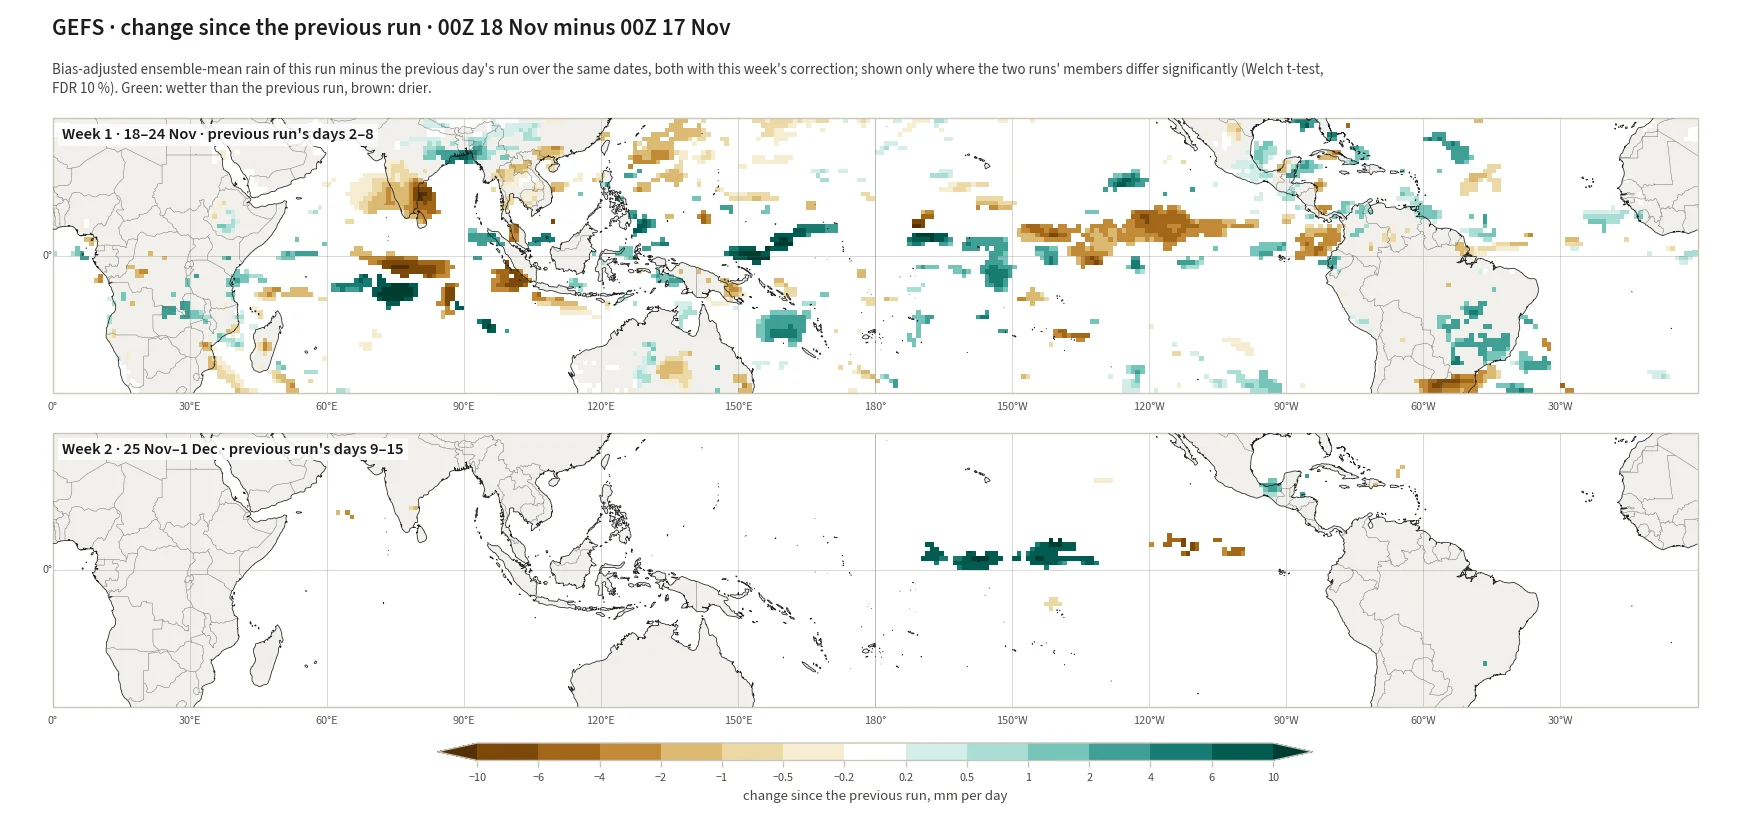 GEFS · change since the previous run · 00Z 18 Nov minus 00Z 17 Nov
Bias-adjusted ensemble-mean rain of this run minus the previous day's run over the same dates, both with this week's correction; shown only where the two runs' members differ significantly (Welch t-test,
FDR 10 %). Green: wetter than the previous run, brown: drier.
Week 1 · 18–24 Nov · previous run's days 2–8
0°
0° 30°E 60°E 90°E 120°E 150°E 180° 150°W 120°W 90°W 60°W 30°W
Week 2 · 25 Nov–1 Dec · previous run's days 9–15
0°
0° 30°E 60°E 90°E 120°E 150°E 180° 150°W 120°W 90°W 60°W 30°W
−10 −6 −4 −2 −1 −0.5 −0.2 0.2 0.5 1 2 4 6 10
change since the previous run, mm per day